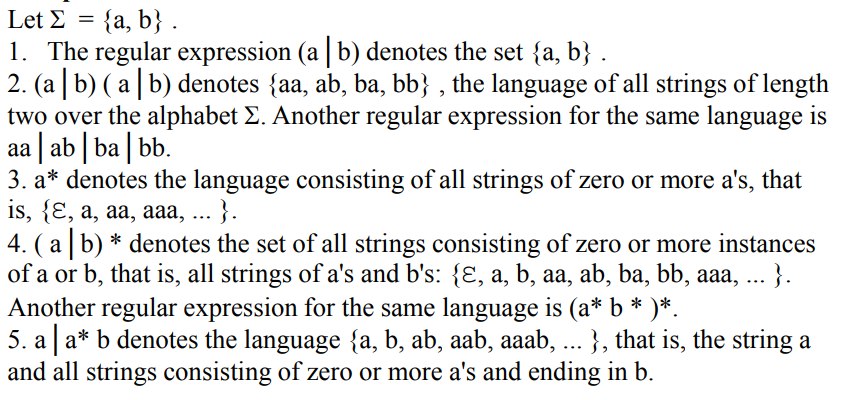 Let Σ = {a, b} .
1. The regular expression (a|b) denotes the set {a, b} .
2. (a|b) ( a|b) denotes {aa, ab, ba, bb} , the language of all strings of length
two over the alphabet Σ. Another regular expression for the same language is
aa|ab|ba|bb.
3. a* denotes the language consisting of all strings of zero or more a's, that
is, {Ɛ, a, aa, aaa, ... }.
4. ( a|b) * denotes the set of all strings consisting of zero or more instances
of a or b, that is, all strings of a's and b's: {Ɛ, a, b, aa, ab, ba, bb, aaa, ... }.
Another regular expression for the same language is (a* b * )*.
5. a|a* b denotes the language {a, b, ab, aab, aaab, ... }, that is, the string a
and all strings consisting of zero or more a's and ending in b.